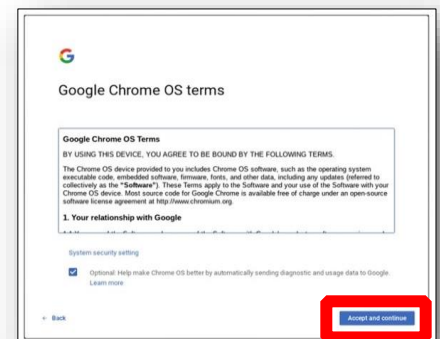 G
Google Chrome OS terms
Google Chrome OS Terms
BY USING THIS DEVICE, YOU AGREE TO BE BOUND BY THE FOLLOWING TERMS.
The Chrome OS device provided to you includes Chrome OS software, such as the operating system
executable code, embedded software, firmware, fonts, and other data, including any updates (referred to
collectively as the "Software"). These Terms apply to the Software and your use of the Software with your
Chrome OS device. Most source code for Google Chrome is available free of charge under an open-source
software license agreement at http://www.chromium.org.
1. Your relationship with Google
System security setting
Optional: Help make Chrome OS better by automatically sending diagnostic and usage data to Google.
Learn more
Back
Accept and continue